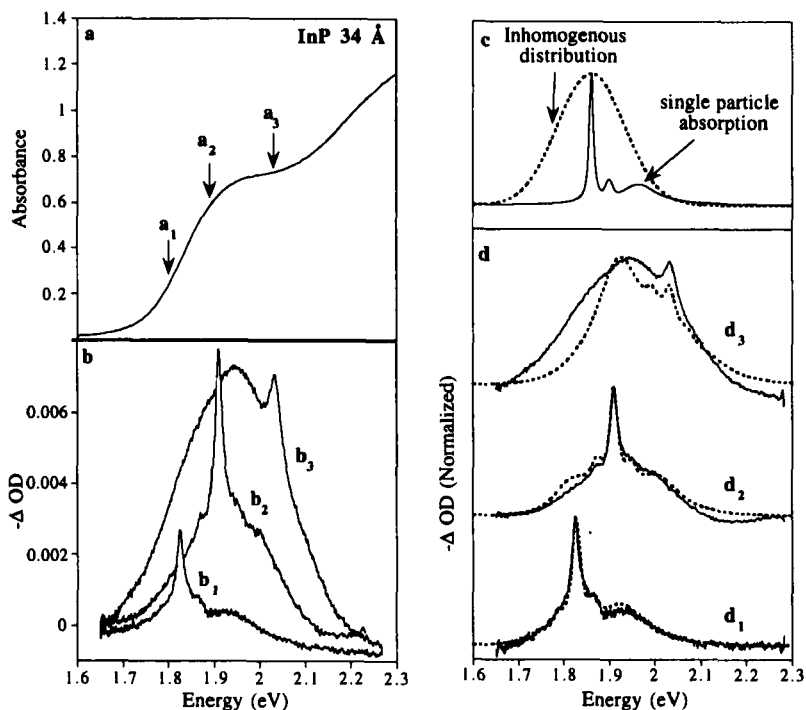 a
InP 34 Å
1.4
1.2
1
0.8
0.6
0.4
0.2
Absorbance
a1
a2
a3
b
0.006
0.004
0.002
0
-Δ OD
b1
b2
b3
1.6 1.7 1.8 1.9 2 2.1 2.2 2.3
Energy (eV)
c
Inhomogenous
distribution
single particle
absorption
d
d3
d2
d1
-Δ OD (Normalized)
1.6 1.7 1.8 1.9 2 2.1 2.2 2.3
Energy (eV)